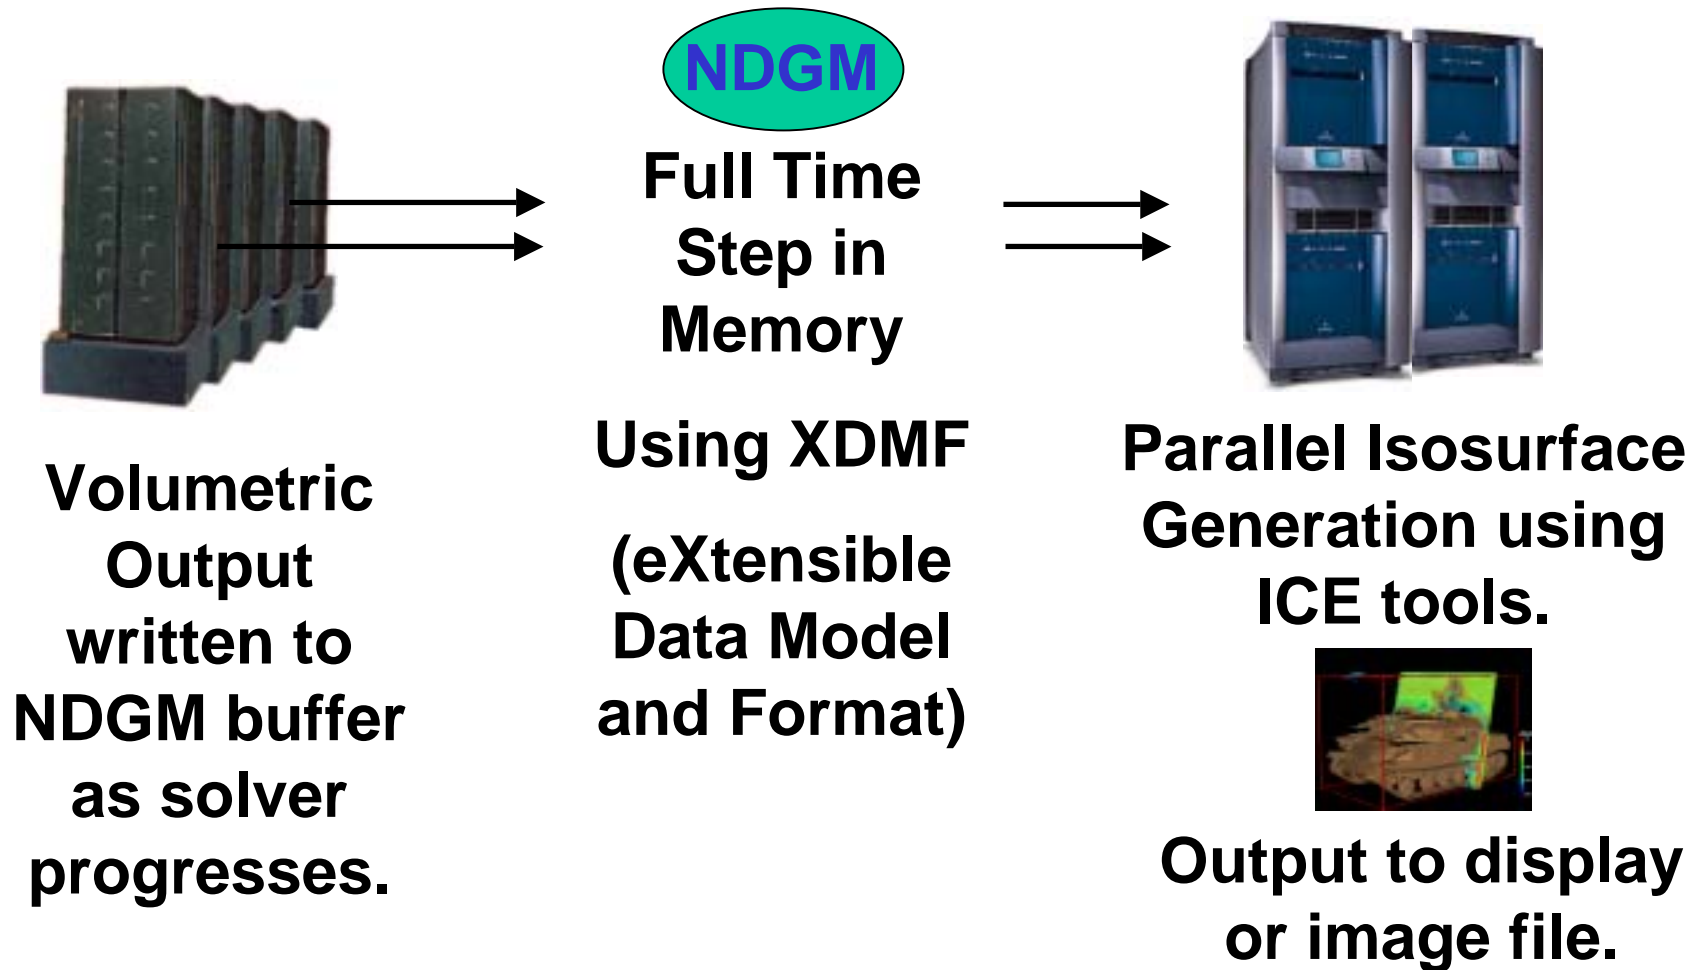 NDGM
Full Time
Step in
Memory
Using XDMF
(eXtensible
Data Model
and Format)
Volumetric
Output
written to
NDGM buffer
as solver
progresses.
Parallel Isosurface
Generation using
ICE tools.
Output to display
or image file.